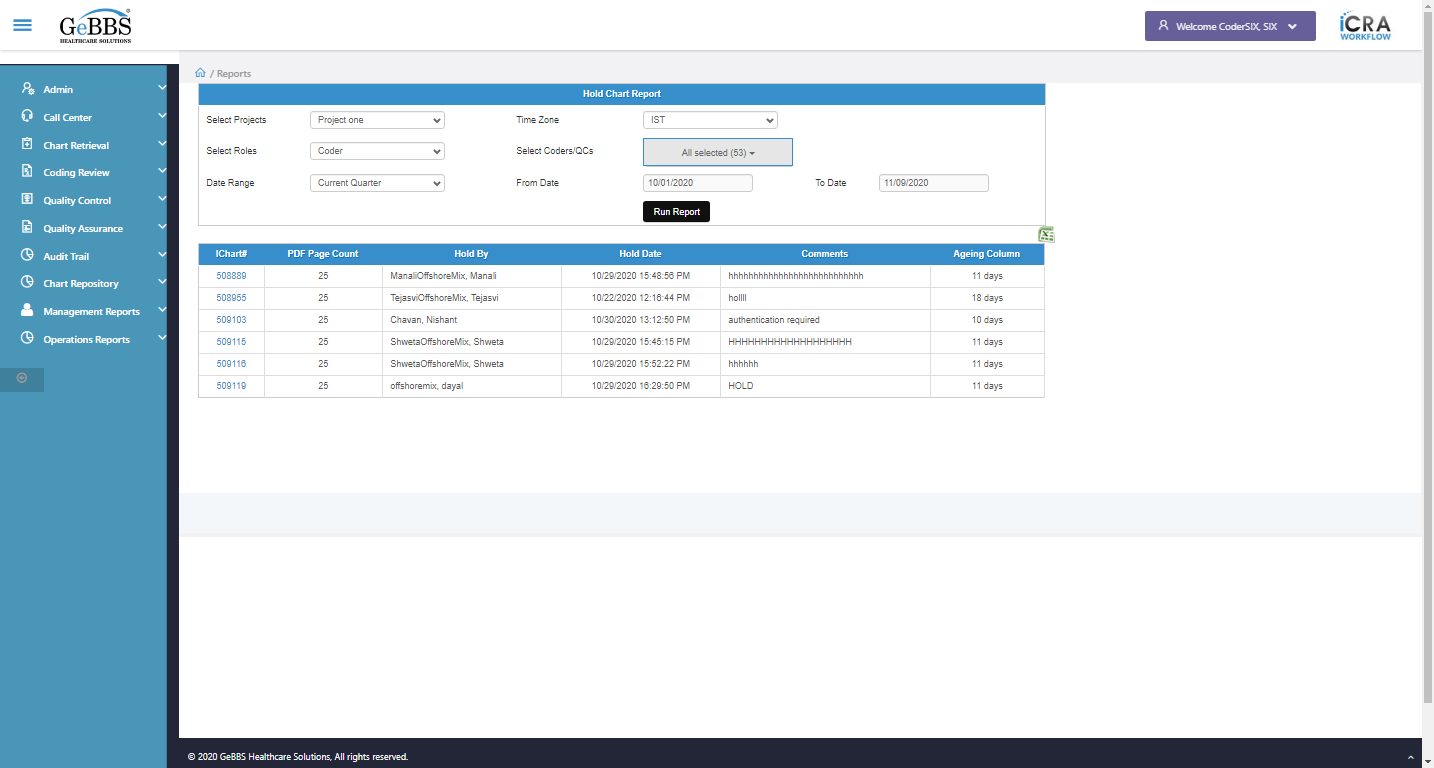 GeBBS®
HEALTHCARE SOLUTIONS
Welcome CoderSIX, SIX
iCRA
WORKFLOW
Admin
Call Center
Chart Retrieval
Coding Review
Quality Control
Quality Assurance
Audit Trail
Chart Repository
Management Reports
Operations Reports
/ Reports
Hold Chart Report
Select Projects Project one Time Zone IST
Select Roles Coder Select Coders/QCs All selected (53)
Date Range Current Quarter From Date 10/01/2020 To Date 11/09/2020
Run Report
IChart# PDF Page Count Hold By Hold Date Comments Ageing Column
508889 25 ManaliOffshoreMix, Manali 10/29/2020 15:48:56 PM hhhhhhhhhhhhhhhhhhhhhhhhhhh 11 days
508955 25 TejasviOffshoreMix, Tejasvi 10/22/2020 12:16:44 PM hollll 18 days
509103 25 Chavan, Nishant 10/30/2020 13:12:50 PM authentication required 10 days
509115 25 ShwetaOffshoreMix, Shweta 10/29/2020 15:45:15 PM HHHHHHHHHHHHHHHHHHH 11 days
509116 25 ShwetaOffshoreMix, Shweta 10/29/2020 15:52:22 PM hhhhhh 11 days
509119 25 offshoremix, dayal 10/29/2020 16:29:50 PM HOLD 11 days
© 2020 GeBBS Healthcare Solutions, All rights reserved.